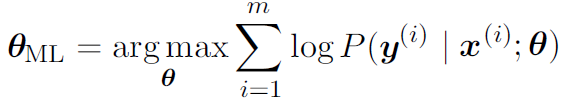 θ_ML = arg max_θ ∑_{i=1}^{m} log P(y^(i) | x^(i); θ)